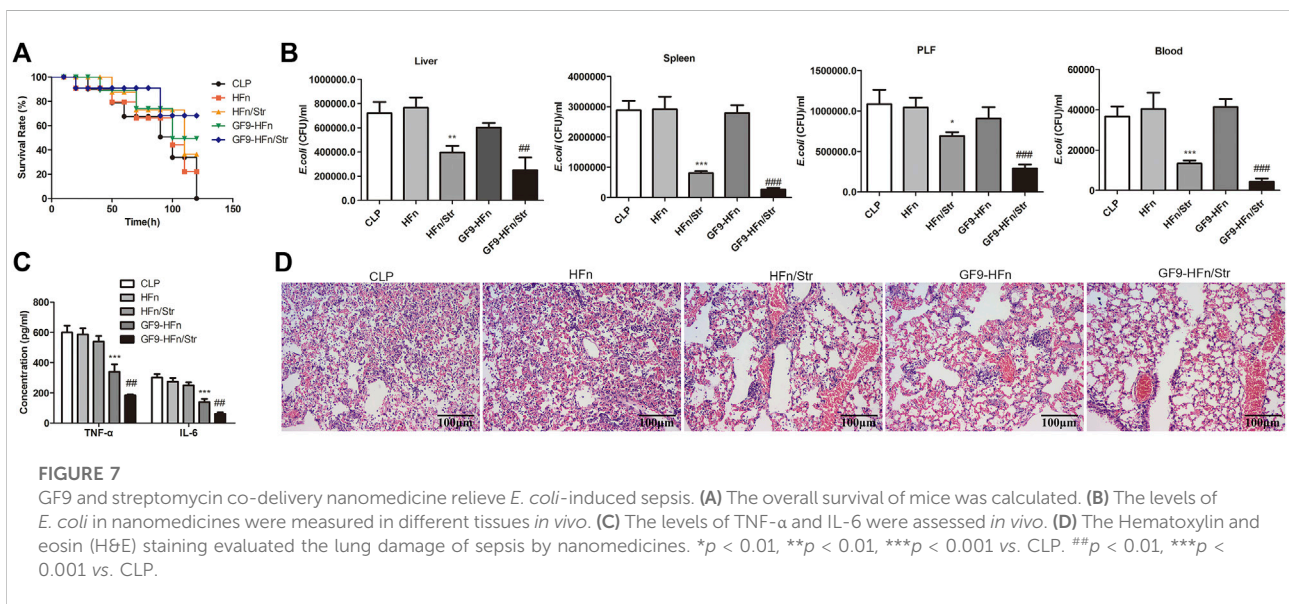 A
Survival Rate (%)
100
80
60
40
20
0
0 50 100 150
Time(h)
CLP
HFn
HFn/Str
GF9-HFn
GF9-HFn/Str
B
Liver
E.coli (CFU)/ml
1000000.0
800000.0
600000.0
400000.0
200000.0
0.0
**
##
CLP HFn HFn/Str GF9-HFn GF9-HFn/Str
Spleen
E.coli (CFU)/ml
4000000
3000000
2000000
1000000
0
***
###
CLP HFn HFn/Str GF9-HFn GF9-HFn/Str
PLF
E.coli (CFU)/ml
1500000.0
1000000.0
500000.0
0.0
*
###
CLP HFn HFn/Str GF9-HFn GF9-HFn/Str
Blood
E.coli (CFU)/ml
60000
40000
20000
0
***
###
CLP HFn HFn/Str GF9-HFn GF9-HFn/Str
C
Concentration (pg/ml)
800
600
400
200
0
CLP
HFn
HFn/Str
GF9-HFn
GF9-HFn/Str
***
##
***
##
TNF-α IL-6
D
CLP HFn HFn/Str GF9-HFn GF9-HFn/Str
100μm 100μm 100μm 100μm 100μm
FIGURE 7
GF9 and streptomycin co-delivery nanomedicine relieve E. coli-induced sepsis. (A) The overall survival of mice was calculated. (B) The levels of
E. coli in nanomedicines were measured in different tissues in vivo. (C) The levels of TNF-α and IL-6 were assessed in vivo. (D) The Hematoxylin and
eosin (H&E) staining evaluated the lung damage of sepsis by nanomedicines. *p < 0.01, **p < 0.01, ***p < 0.001 vs. CLP. ##p < 0.01, ***p <
0.001 vs. CLP.